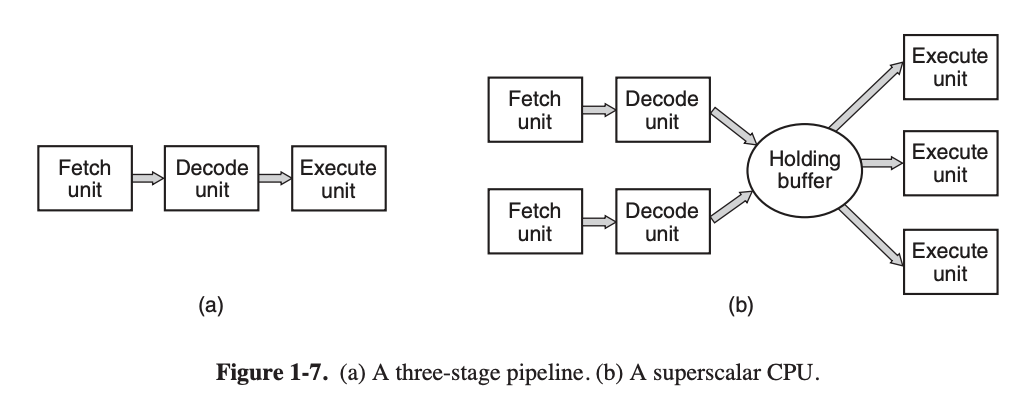 Fetch
unit
Decode
unit
Execute
unit
(a)
Fetch
unit
Decode
unit
Fetch
unit
Decode
unit
Holding
buffer
Execute
unit
Execute
unit
Execute
unit
(b)
Figure 1-7. (a) A three-stage pipeline. (b) A superscalar CPU.